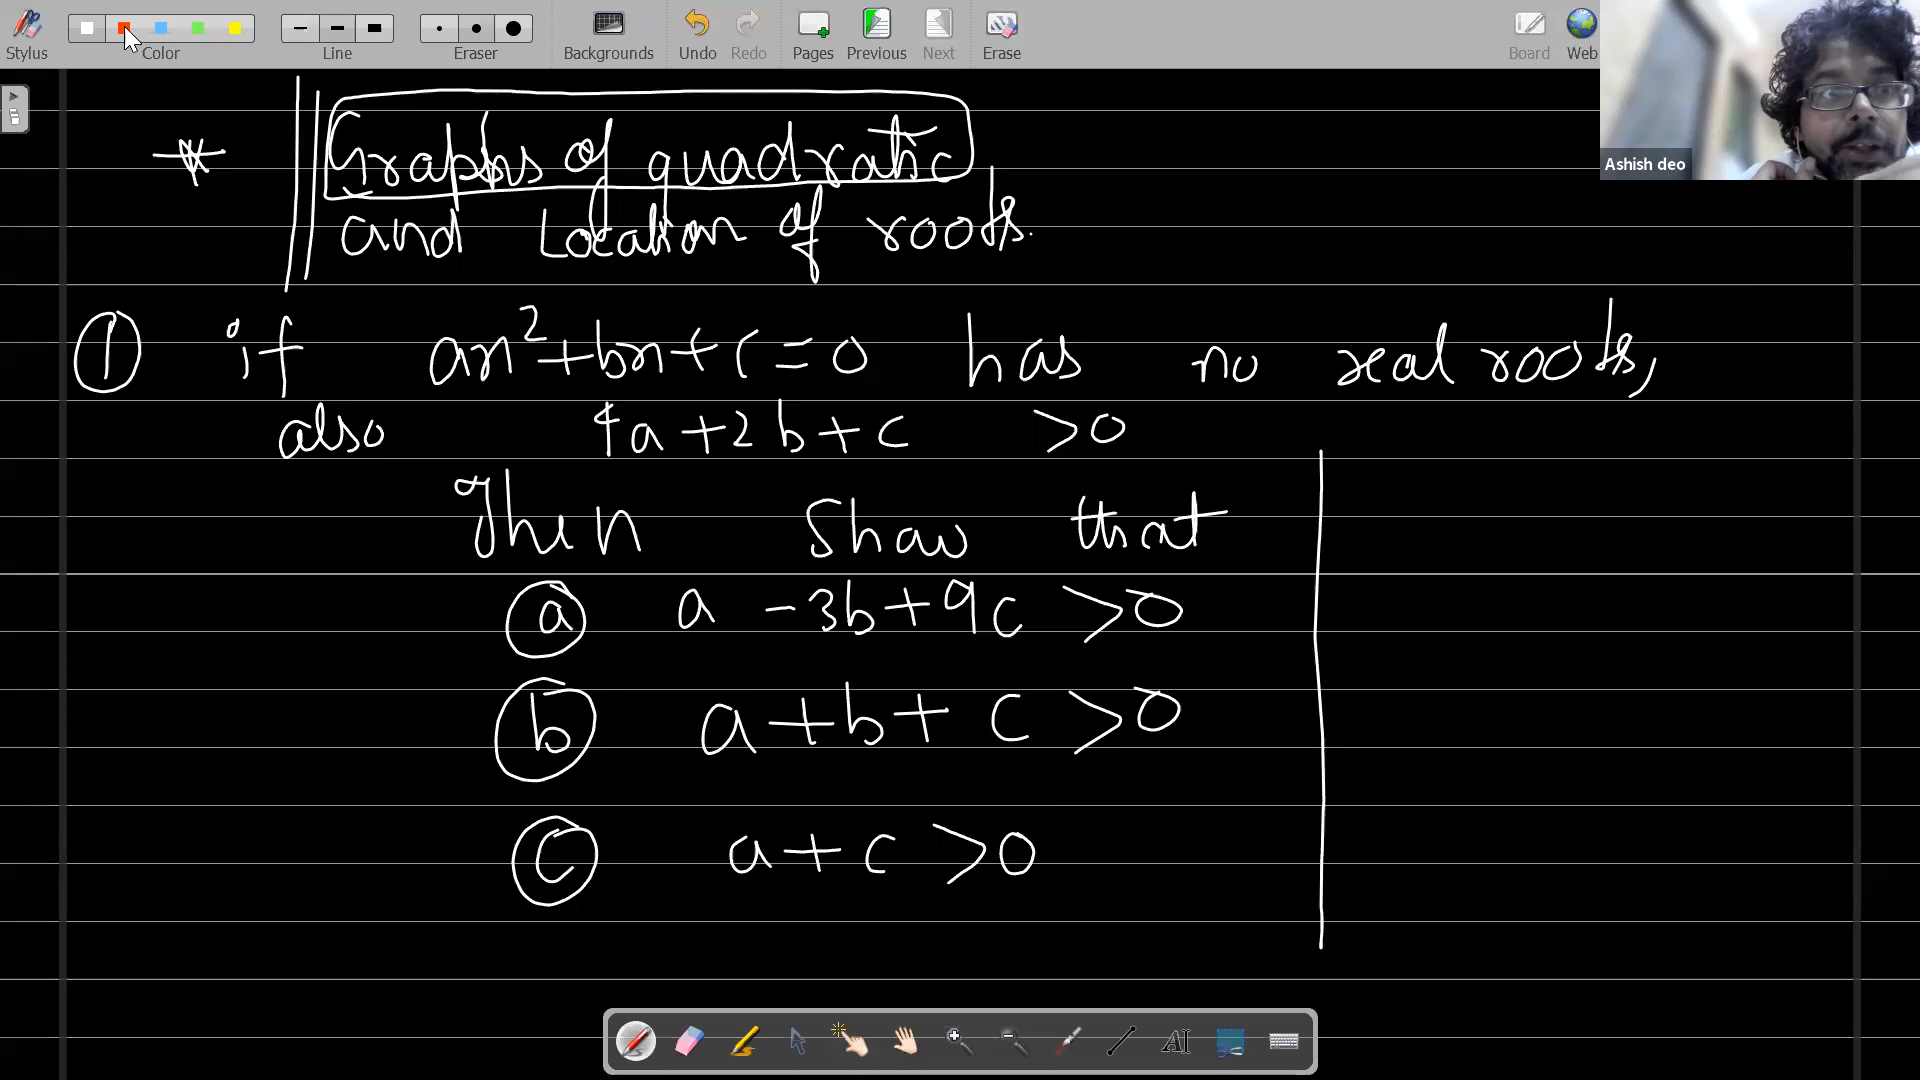 Stylus Color Line Eraser Backgrounds Undo Redo Pages Previous Next Erase Board Web
Ashish deo
Graphs of quadratic
and Location of roots.
① if ax²+bx+c=0 has no real roots,
also 4a+2b+c >0
Then Show that
ⓐ a -3b+9c >0
ⓑ a+b+c >0
ⓒ a+c >0